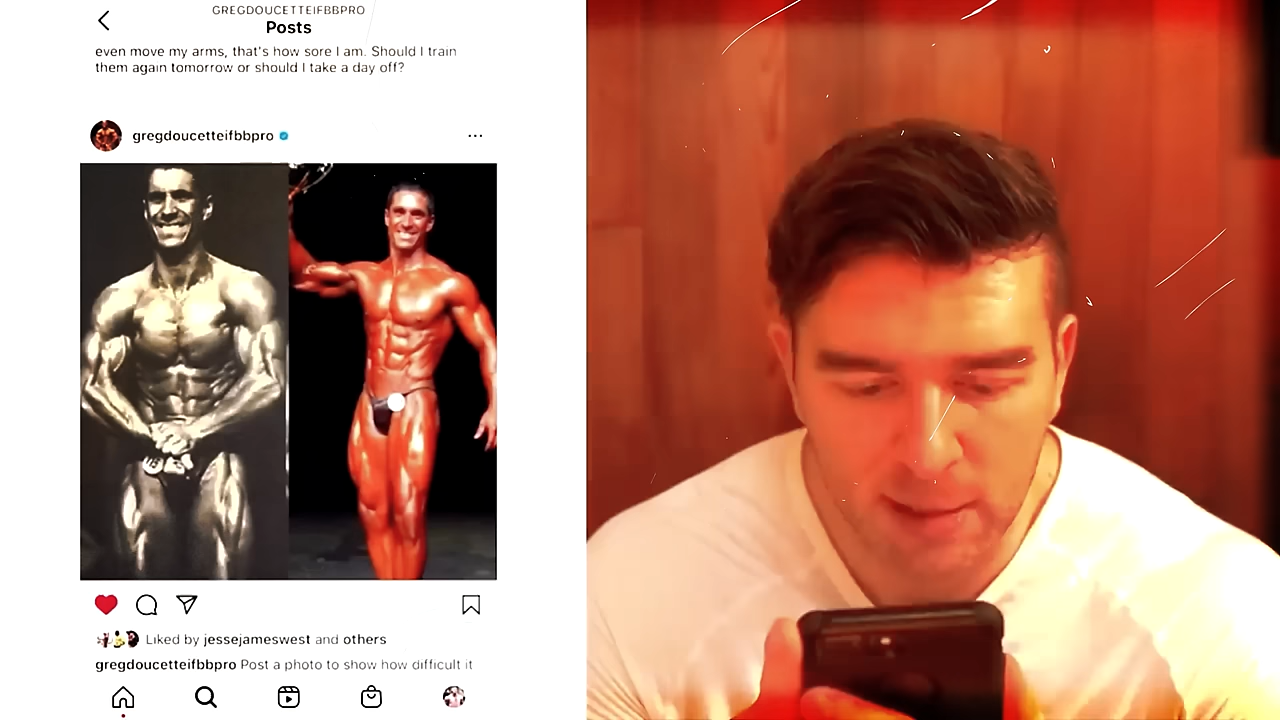 GREGDOUCETTEIFBBPRO
Posts
even move my arms, that's how sore I am. Should I train
them again tomorrow or should I take a day off?
gregdoucetteifbbpro
Liked by jessejameswest and others
gregdoucetteifbbpro Post a photo to show how difficult it